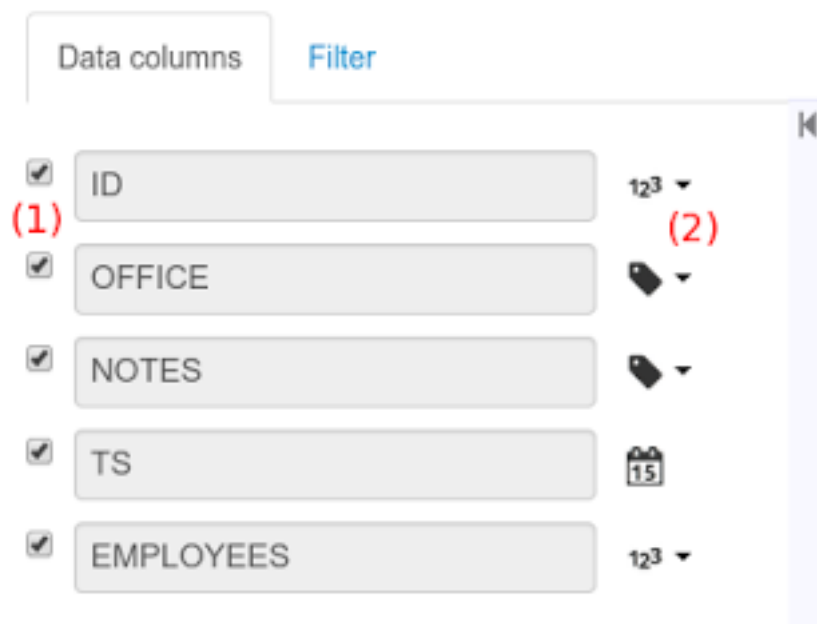 Data columns Filter
ID 123
(1) (2)
OFFICE
NOTES
TS 15
EMPLOYEES 123